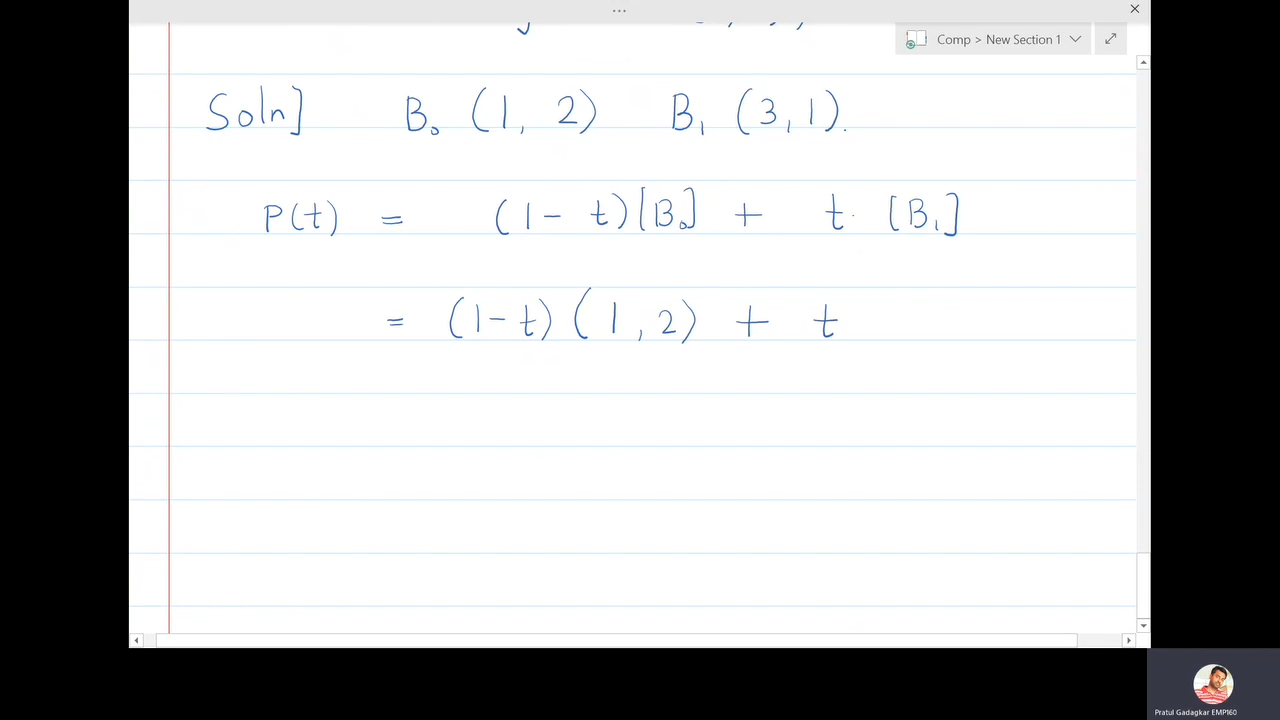 Comp > New Section 1
Soln] B₀ (1, 2) B₁ (3, 1).
P(t) = (1 - t) [B₀] + t · [B₁]
= (1 - t) (1, 2) + t
Pratul Gadagkar EMP160